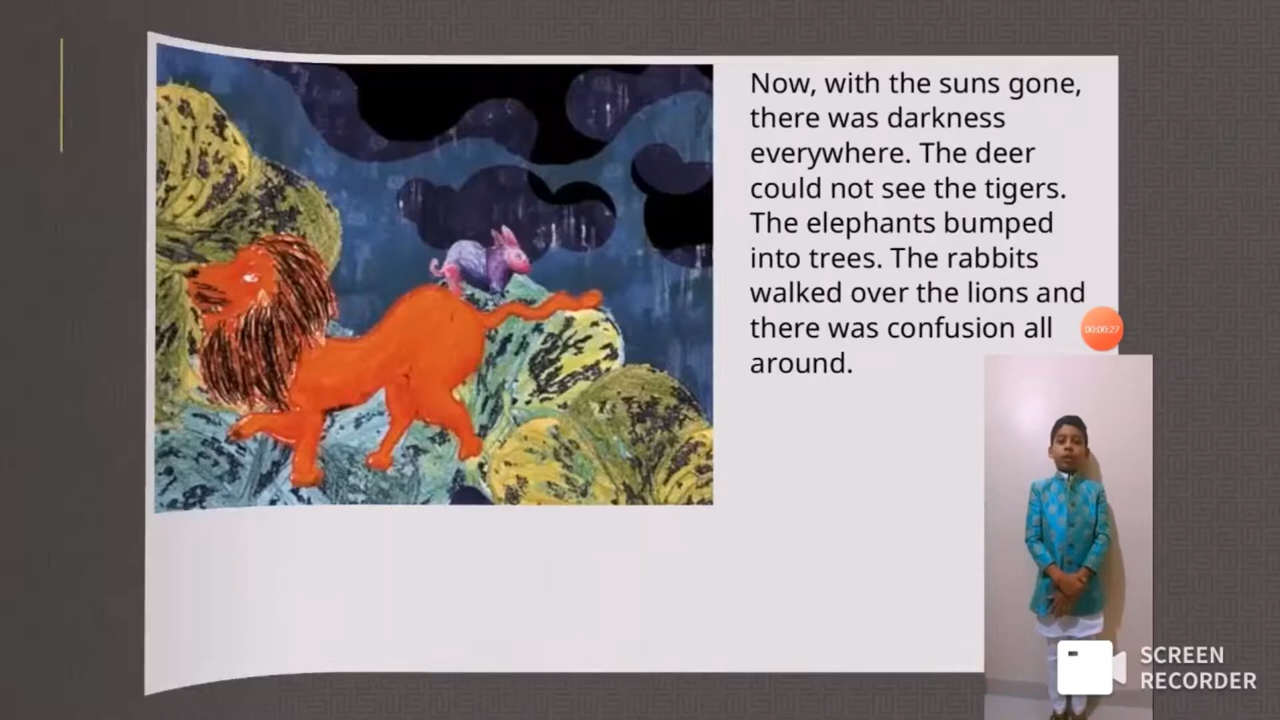 Now, with the suns gone,
there was darkness
everywhere. The deer
could not see the tigers.
The elephants bumped
into trees. The rabbits
walked over the lions and
there was confusion all
around.
00:00:27
SCREEN
RECORDER